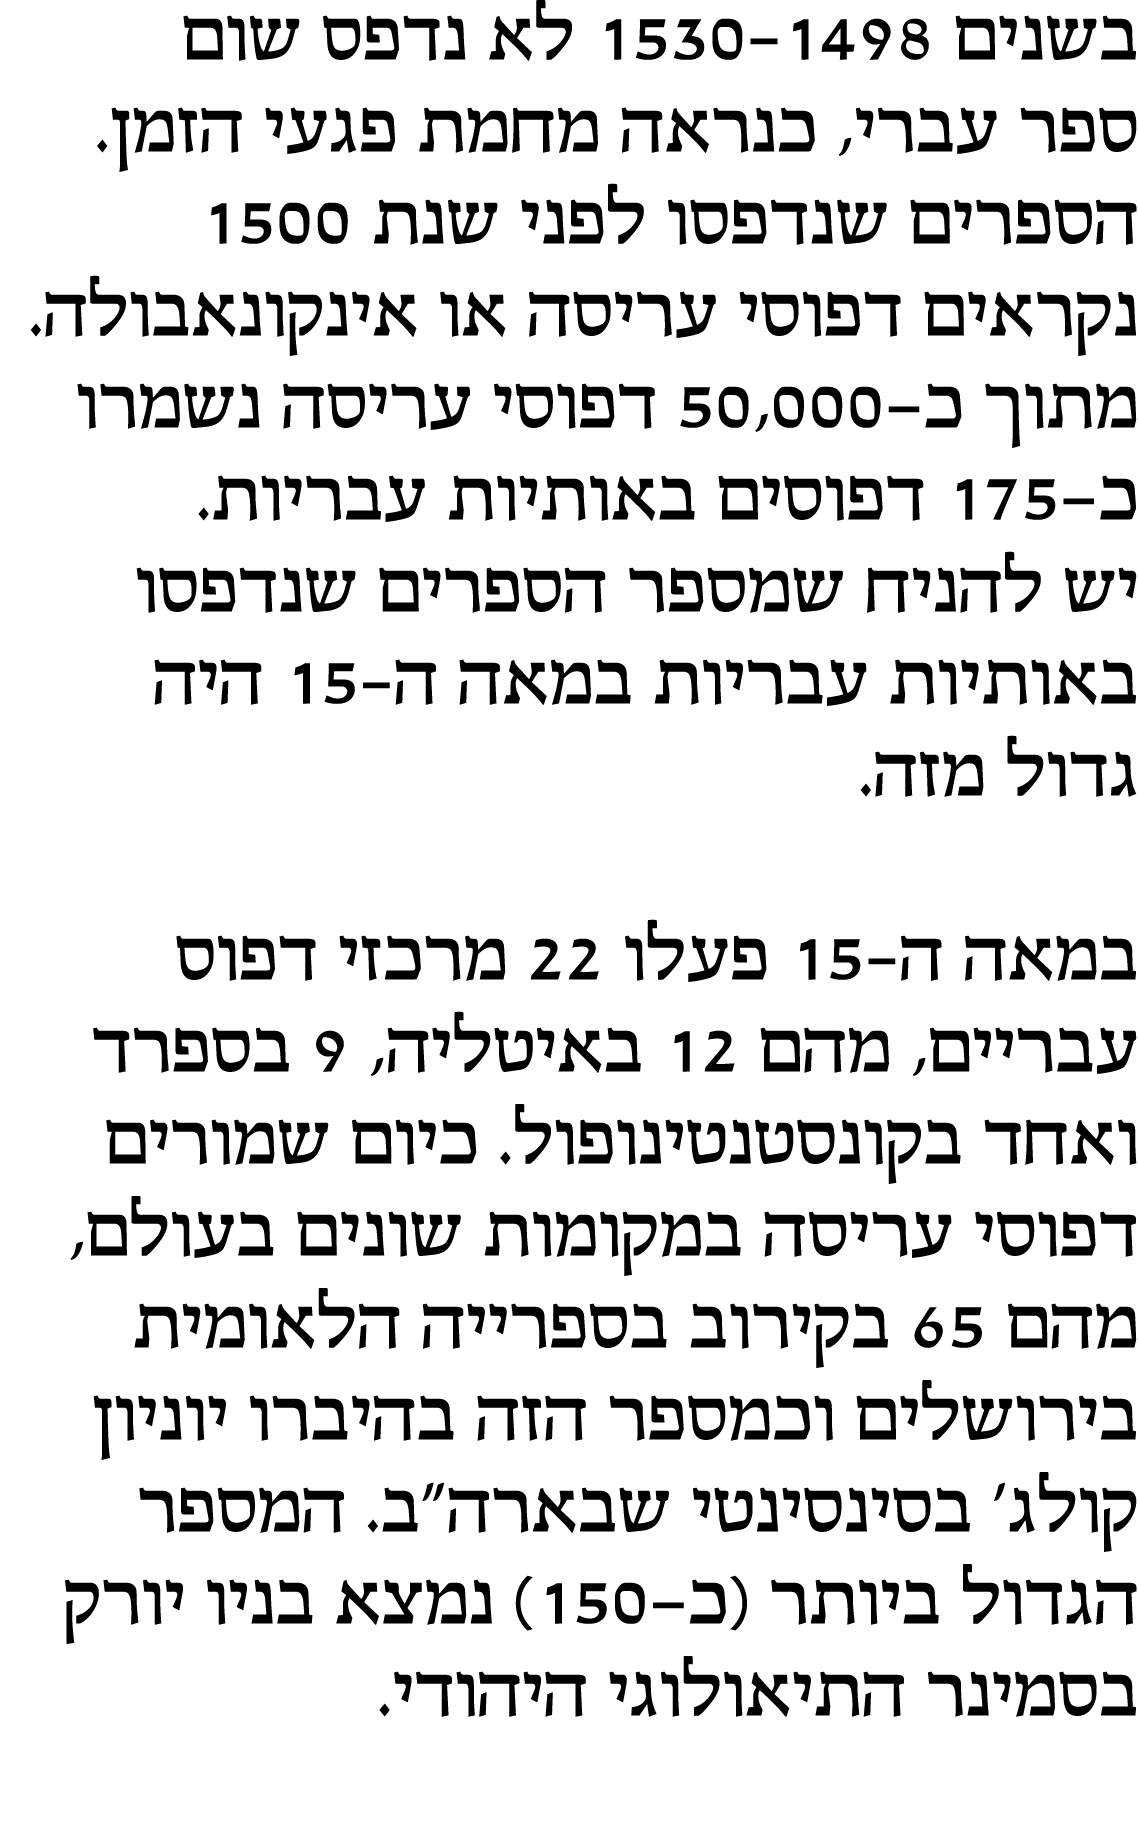 בשנים 1498–1530 לא נדפס שום
ספר עברי, כנראה מחמת פגעי הזמן.
הספרים שנדפסו לפני שנת 1500
נקראים דפוסי עריסה או אינקונאבולה.
מתוך כ–50,000 דפוסי עריסה נשמרו
כ–175 דפוסים באותיות עבריות.
יש להניח שמספר הספרים שנדפסו
באותיות עבריות במאה ה–15 היה
גדול מזה.

במאה ה–15 פעלו 22 מרכזי דפוס
עבריים, מהם 12 באיטליה, 9 בספרד
ואחד בקונסטנטינופול. כיום שמורים
דפוסי עריסה במקומות שונים בעולם,
מהם 65 בקירוב בספרייה הלאומית
בירושלים וכמספר הזה בהיברו יוניון
קולג' בסינסינטי שבארה"ב. המספר
הגדול ביותר (כ–150) נמצא בניו יורק
בסמינר התיאולוגי היהודי.